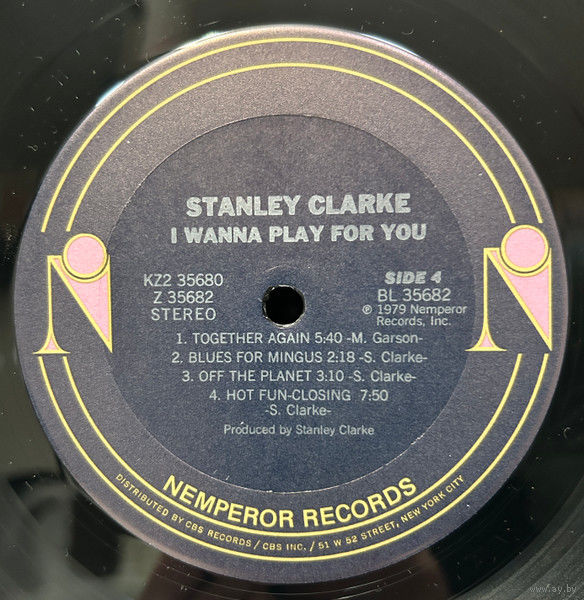 STANLEY CLARKE
I WANNA PLAY FOR YOU
KZ2 35680
Z 35682
STEREO
SIDE 4
BL 35682
℗ 1979 Nemperor
Records, Inc.
1. TOGETHER AGAIN 5:40 -M. Garson-
2. BLUES FOR MINGUS 2:18 -S. Clarke-
3. OFF THE PLANET 3:10 -S. Clarke-
4. HOT FUN-CLOSING 7:50
-S. Clarke-
Produced by Stanley Clarke
N
N
NEMPEROR RECORDS
DISTRIBUTED BY CBS RECORDS / CBS INC. / 51 W 52 STREET, NEW YORK CITY
www.ay.by